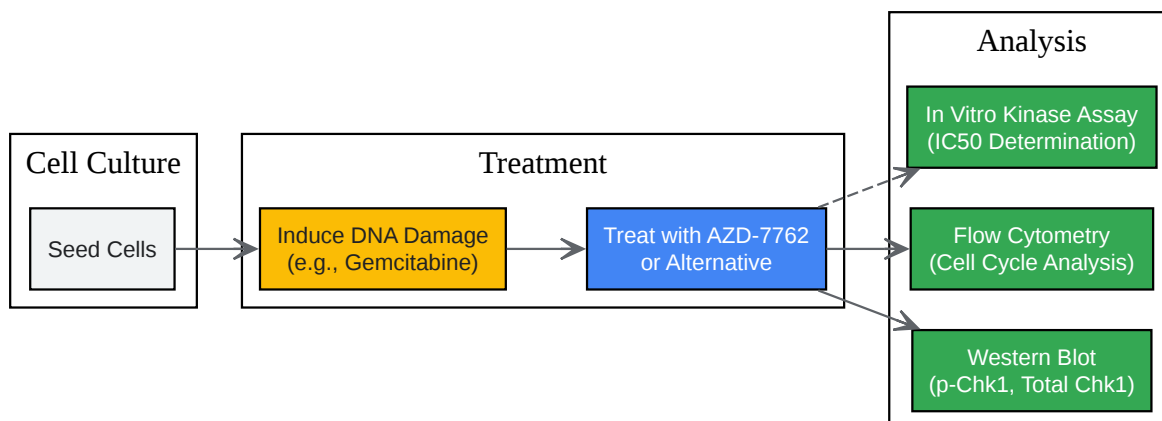 Cell Culture
Seed Cells
Treatment
Induce DNA Damage
(e.g., Gemcitabine)
Treat with AZD-7762
or Alternative
Analysis
In Vitro Kinase Assay
(IC50 Determination)
Flow Cytometry
(Cell Cycle Analysis)
Western Blot
(p-Chk1, Total Chk1)